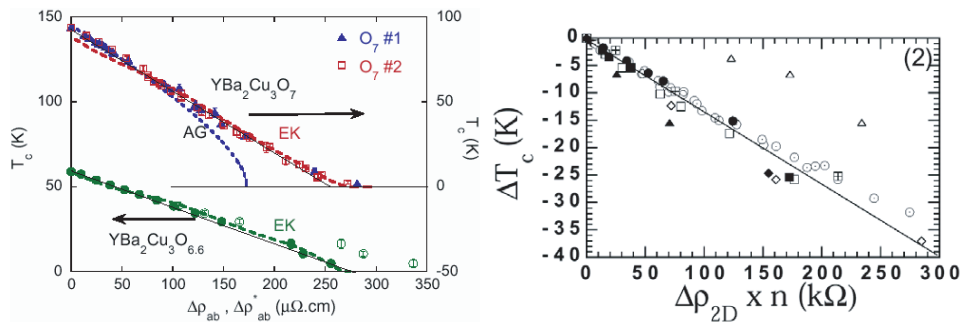 150
100
50
0
T_c (K)
▲ O_7 #1
□ O_7 #2
YBa_2Cu_3O_7
AG
EK
EK
YBa_2Cu_3O_6.6
100
50
0
-50
T_c(K)
0 50 100 150 200 250 300 350
Δρ_ab , Δρ*_ab (μΩ.cm)
(2)
0
- 5
-10
-15
-20
-25
-30
-35
-40
ΔT_c (K)
0 50 100 150 200 250 300
Δρ_2D x n (kΩ)